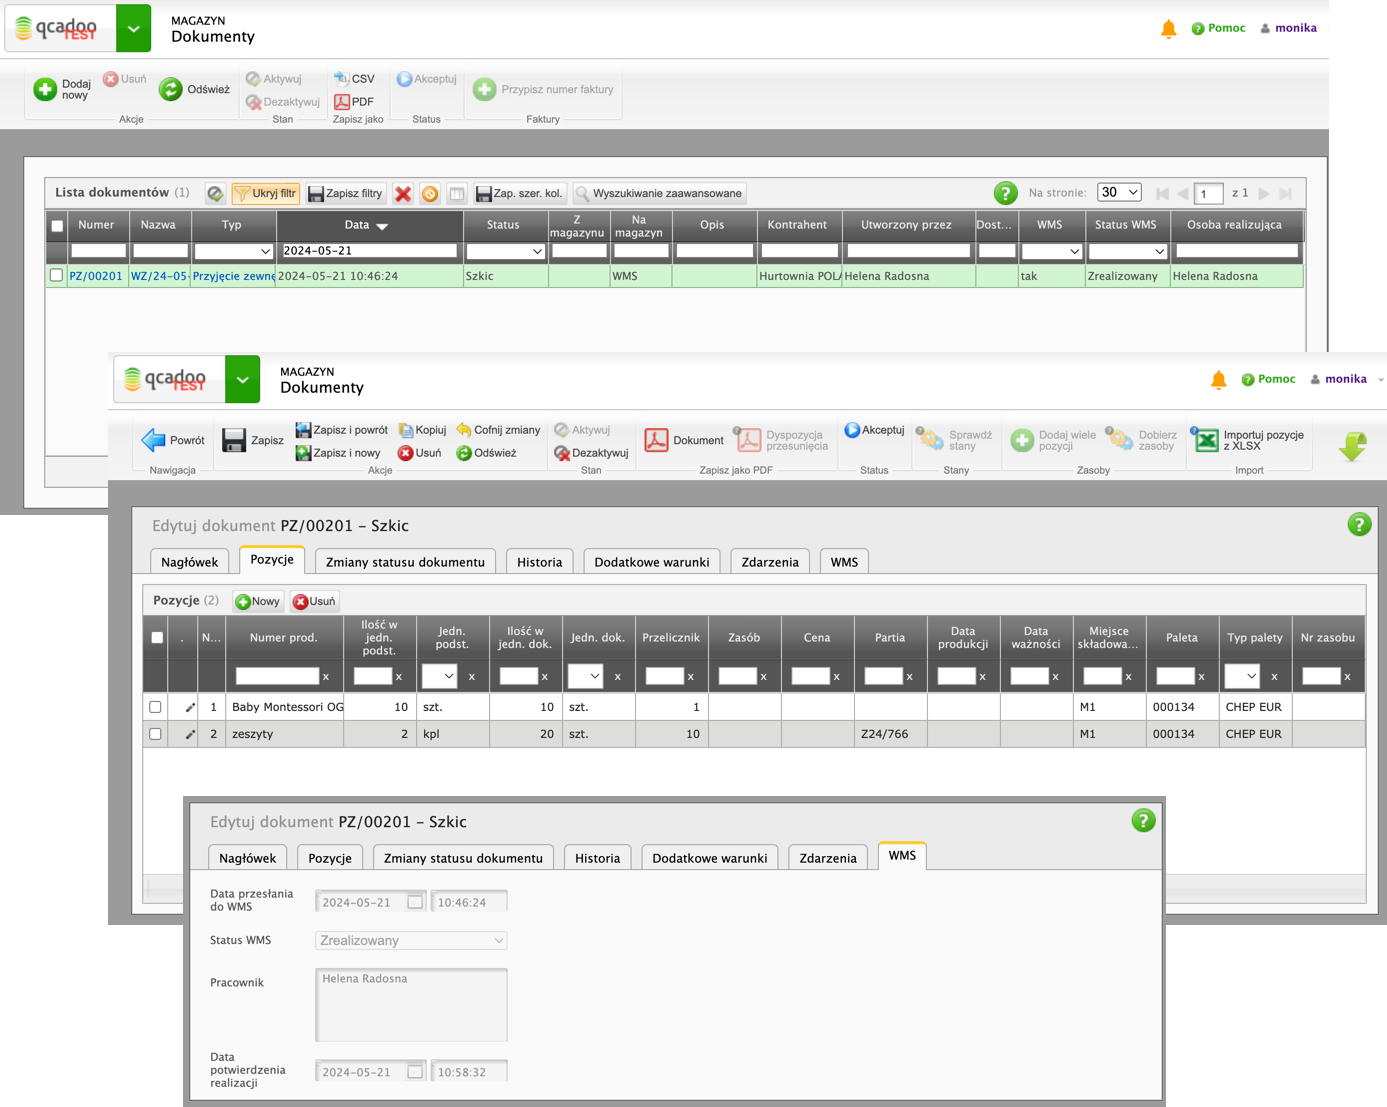 qcadoo
TEST
MAGAZYN
Dokumenty
Pomoc
monika
Dodaj nowy
Usuń
Odśwież
Akcje
Aktywuj
Dezaktywuj
Stan
CSV
PDF
Zapisz jako
Akceptuj
Status
Przypisz numer faktury
Faktury
Lista dokumentów (1)
Ukryj filtr
Zapisz filtry
Zap. szer. kol.
Wyszukiwanie zaawansowane
Na stronie: 30
1 z 1
Numer Nazwa Typ Data Status Z magazynu Na magazyn Opis Kontrahent Utworzony przez Dost... WMS Status WMS Osoba realizująca
2024-05-21
PZ/00201 WZ/24-05- Przyjęcie zewnę 2024-05-21 10:46:24 Szkic WMS Hurtownia POLA Helena Radosna tak Zrealizowany Helena Radosna
qcadoo
TEST
MAGAZYN
Dokumenty
Pomoc
monika
Powrót
Nawigacja
Zapisz
Zapisz i powrót
Kopiuj
Cofnij zmiany
Zapisz i nowy
Usuń
Odśwież
Akcje
Aktywuj
Dezaktywuj
Stan
Dokument
Dyspozycja przesunięcia
Zapisz jako PDF
Akceptuj
Status
Sprawdź stany
Stany
Dodaj wiele pozycji
Dobierz zasoby
Zasoby
Importuj pozycje z XLSX
Import
Edytuj dokument PZ/00201 - Szkic
Nagłówek Pozycje Zmiany statusu dokumentu Historia Dodatkowe warunki Zdarzenia WMS
Pozycje (2) Nowy Usuń
. N... Numer prod. Ilość w jedn. podst. Jedn. podst. Ilość w jedn. dok. Jedn. dok. Przelicznik Zasób Cena Partia Data produkcji Data ważności Miejsce składowa... Paleta Typ palety Nr zasobu
x x x x x x x x x x x x x x x
1 Baby Montessori OG 10 szt. 10 szt. 1 M1 000134 CHEP EUR
2 zeszyty 2 kpl 20 szt. 10 Z24/766 M1 000134 CHEP EUR
Edytuj dokument PZ/00201 - Szkic
Nagłówek Pozycje Zmiany statusu dokumentu Historia Dodatkowe warunki Zdarzenia WMS
Data przesłania do WMS
2024-05-21 10:46:24
Status WMS
Zrealizowany
Pracownik
Helena Radosna
Data potwierdzenia realizacji
2024-05-21 10:58:32